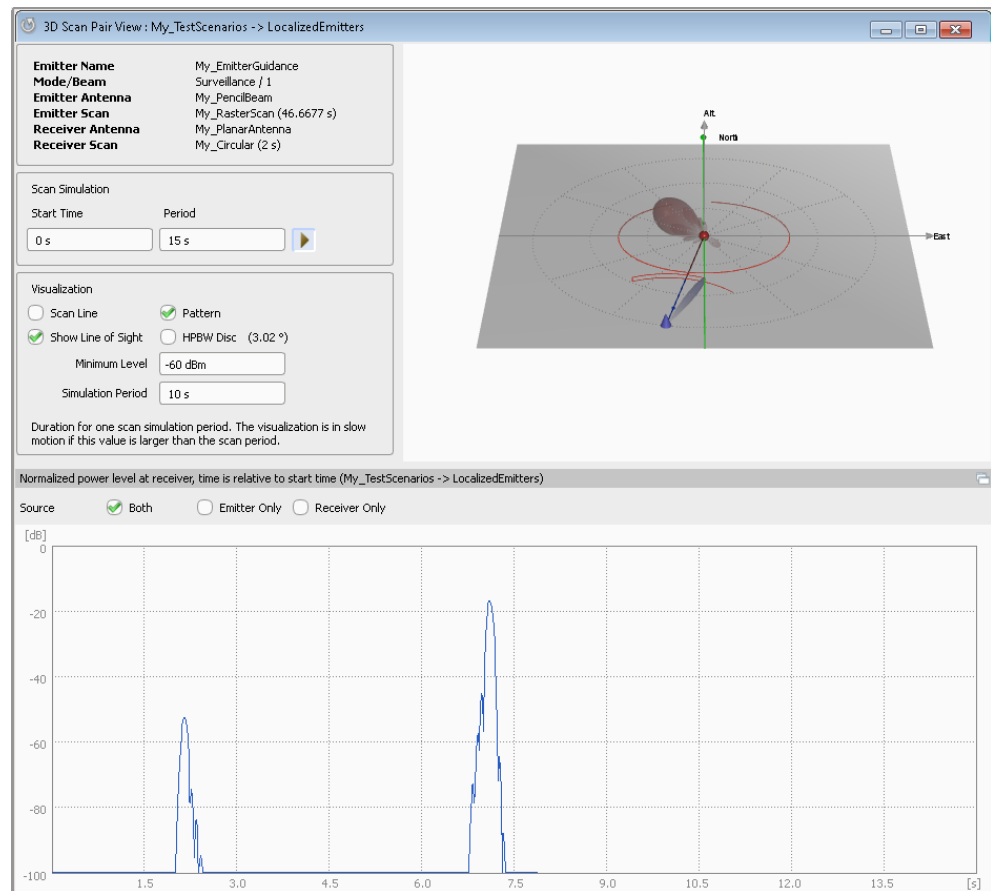 3D Scan Pair View : My_TestScenarios -> LocalizedEmitters
Emitter Name My_EmitterGuidance
Mode/Beam Surveillance / 1
Emitter Antenna My_PencilBeam
Emitter Scan My_RasterScan (46.6677 s)
Receiver Antenna My_PlanarAntenna
Receiver Scan My_Circular (2 s)
Scan Simulation
Start Time Period
0 s 15 s
Visualization
Scan Line Pattern
Show Line of Sight HPBW Disc (3.02 °)
Minimum Level -60 dBm
Simulation Period 10 s
Duration for one scan simulation period. The visualization is in slow
motion if this value is larger than the scan period.
Alt.
North
East
Normalized power level at receiver, time is relative to start time (My_TestScenarios -> LocalizedEmitters)
Source Both Emitter Only Receiver Only
[dB]
0
-20
-40
-60
-80
-100
1.5 3.0 4.5 6.0 7.5 9.0 10.5 12.0 13.5 [s]